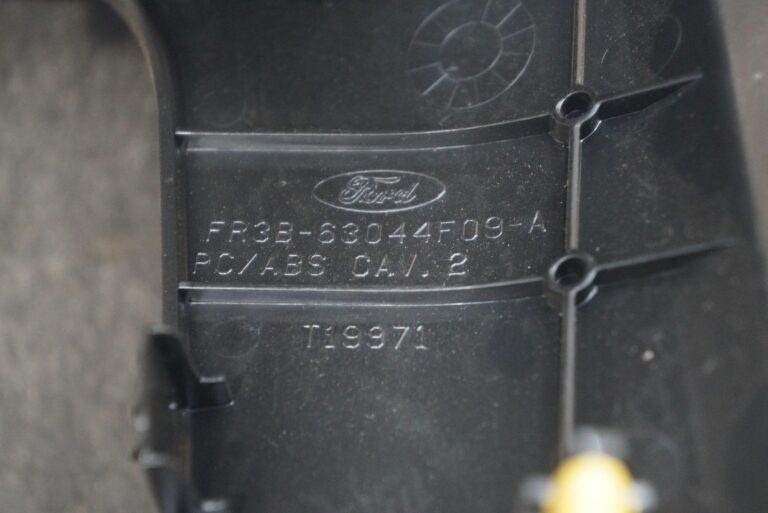 Ford
FR3B-63044F09-A
PC/ABS CAV. 2
T19971